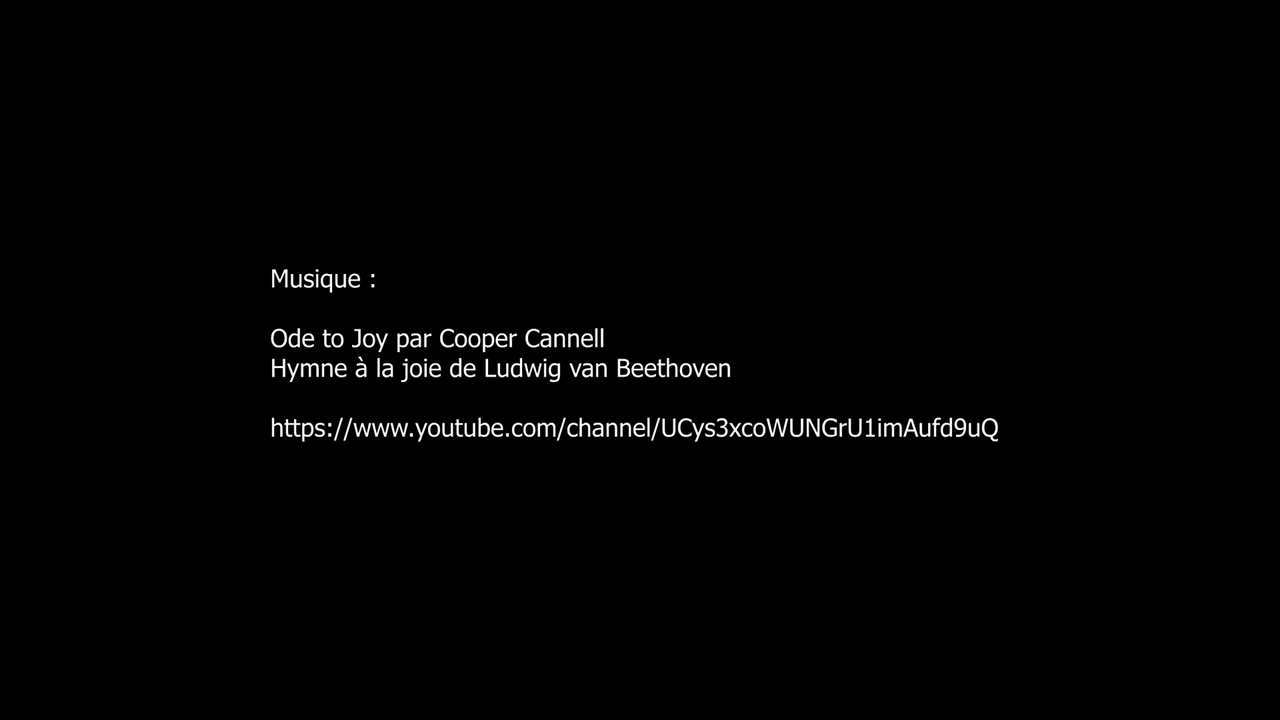 Musique :
Ode to Joy par Cooper Cannell
Hymne à la joie de Ludwig van Beethoven
https://www.youtube.com/channel/UCys3xcoWUNGrU1imAufd9uQ